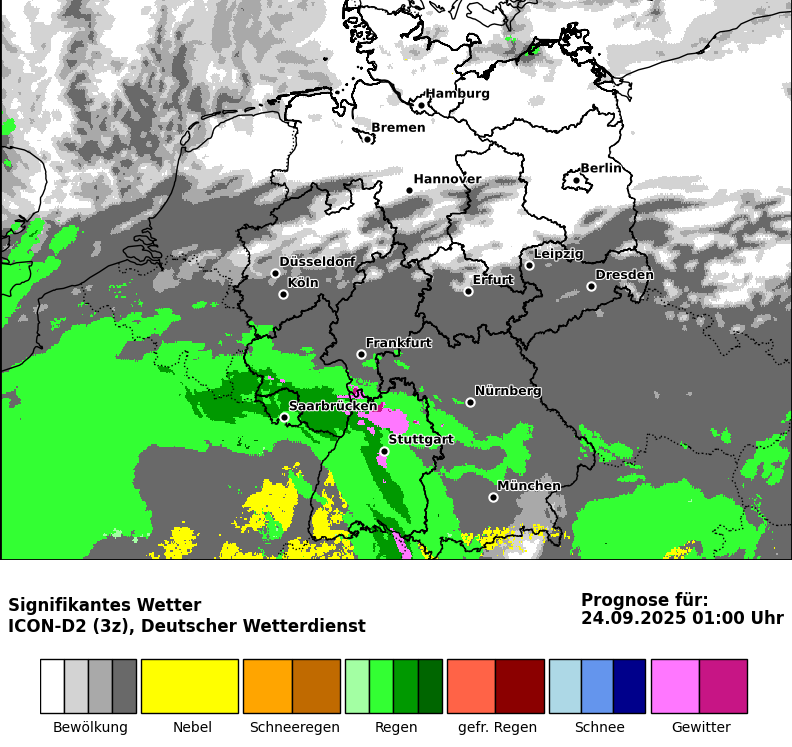 Hamburg
Bremen
Berlin
Hannover
Leipzig
Düsseldorf
Dresden
Köln
Erfurt
Frankfurt
Nürnberg
Saarbrücken
Stuttgart
München
Signifikantes Wetter
ICON-D2 (3z), Deutscher Wetterdienst
Prognose für:
24.09.2025 01:00 Uhr
Bewölkung Nebel Schneeregen Regen gefr. Regen Schnee Gewitter